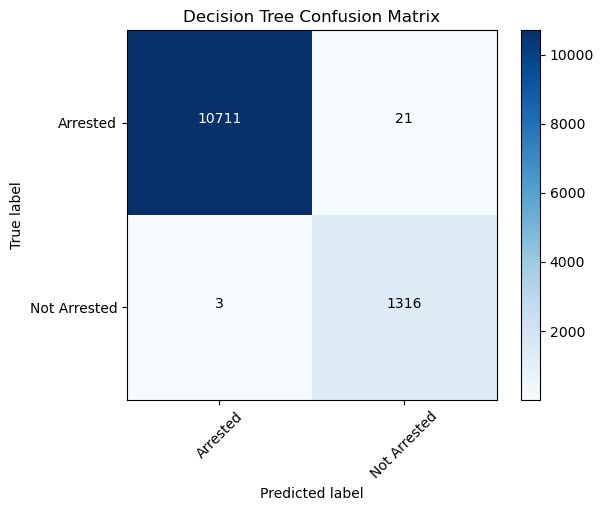 Decision Tree Confusion Matrix
True label
Arrested
10711 21
Not Arrested
3 1316
Arrested
Not Arrested
Predicted label
10000
8000
6000
4000
2000